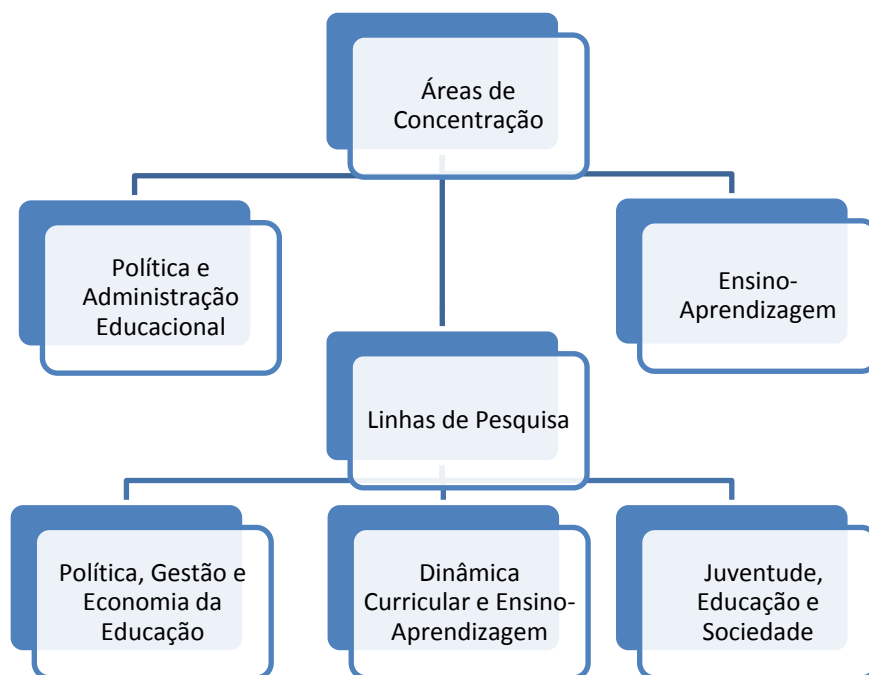 Áreas de
Concentração
Política e
Administração
Educacional
Ensino-
Aprendizagem
Linhas de Pesquisa
Política, Gestão e
Economia da
Educação
Dinâmica
Curricular e Ensino-
Aprendizagem
Juventude,
Educação e
Sociedade